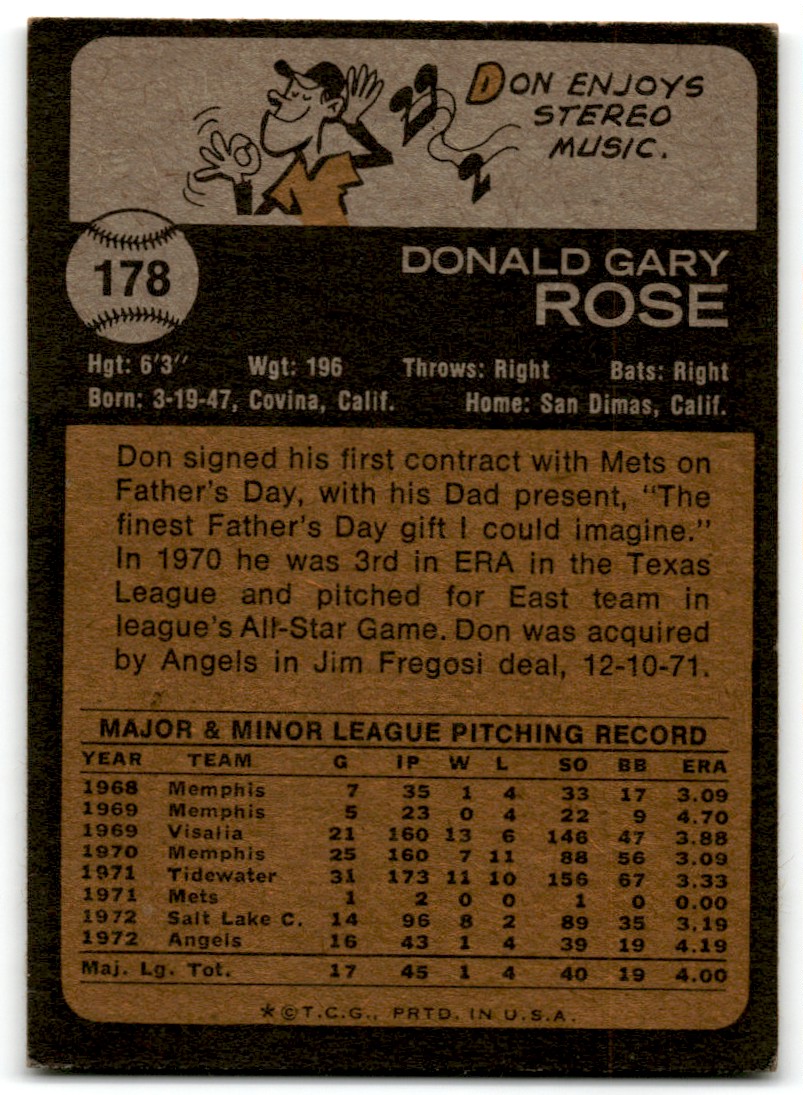 DON ENJOYS
STEREO
MUSIC.
178
DONALD GARY
ROSE
Hgt: 6'3" Wgt: 196 Throws: Right Bats: Right
Born: 3-19-47, Covina, Calif. Home: San Dimas, Calif.
Don signed his first contract with Mets on
Father's Day, with his Dad present, "The
finest Father's Day gift I could imagine."
In 1970 he was 3rd in ERA in the Texas
League and pitched for East team in
league's All-Star Game. Don was acquired
by Angels in Jim Fregosi deal, 12-10-71.
MAJOR & MINOR LEAGUE PITCHING RECORD
YEAR TEAM G IP W L SO BB ERA
1968 Memphis 7 35 1 4 33 17 3.09
1969 Memphis 5 23 0 4 22 9 4.70
1969 Visalia 21 160 13 6 146 47 3.88
1970 Memphis 25 160 7 11 88 56 3.09
1971 Tidewater 31 173 11 10 156 67 3.33
1971 Mets 1 2 0 0 1 0 0.00
1972 Salt Lake C. 14 96 8 2 89 35 3.19
1972 Angels 16 43 1 4 39 19 4.19
Maj. Lg. Tot. 17 45 1 4 40 19 4.00
*©T.C.G., PRTD. IN U.S.A.